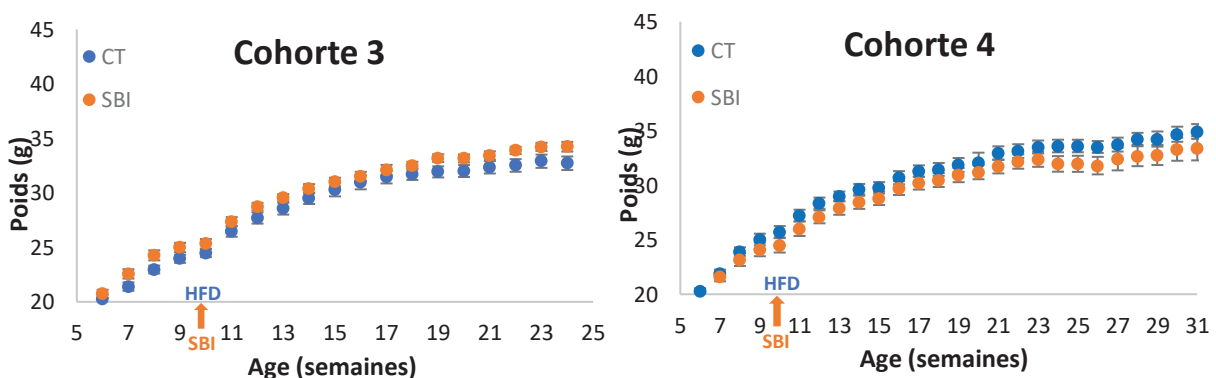 Cohorte 3
CT
SBI
Poids (g)
45
40
35
30
25
20
5 7 9 11 13 15 17 19 21 23 25
HFD
SBI
Age (semaines)
Cohorte 4
CT
SBI
Poids (g)
45
40
35
30
25
20
5 7 9 11 13 15 17 19 21 23 25 27 29 31
HFD
SBI
Age (semaines)